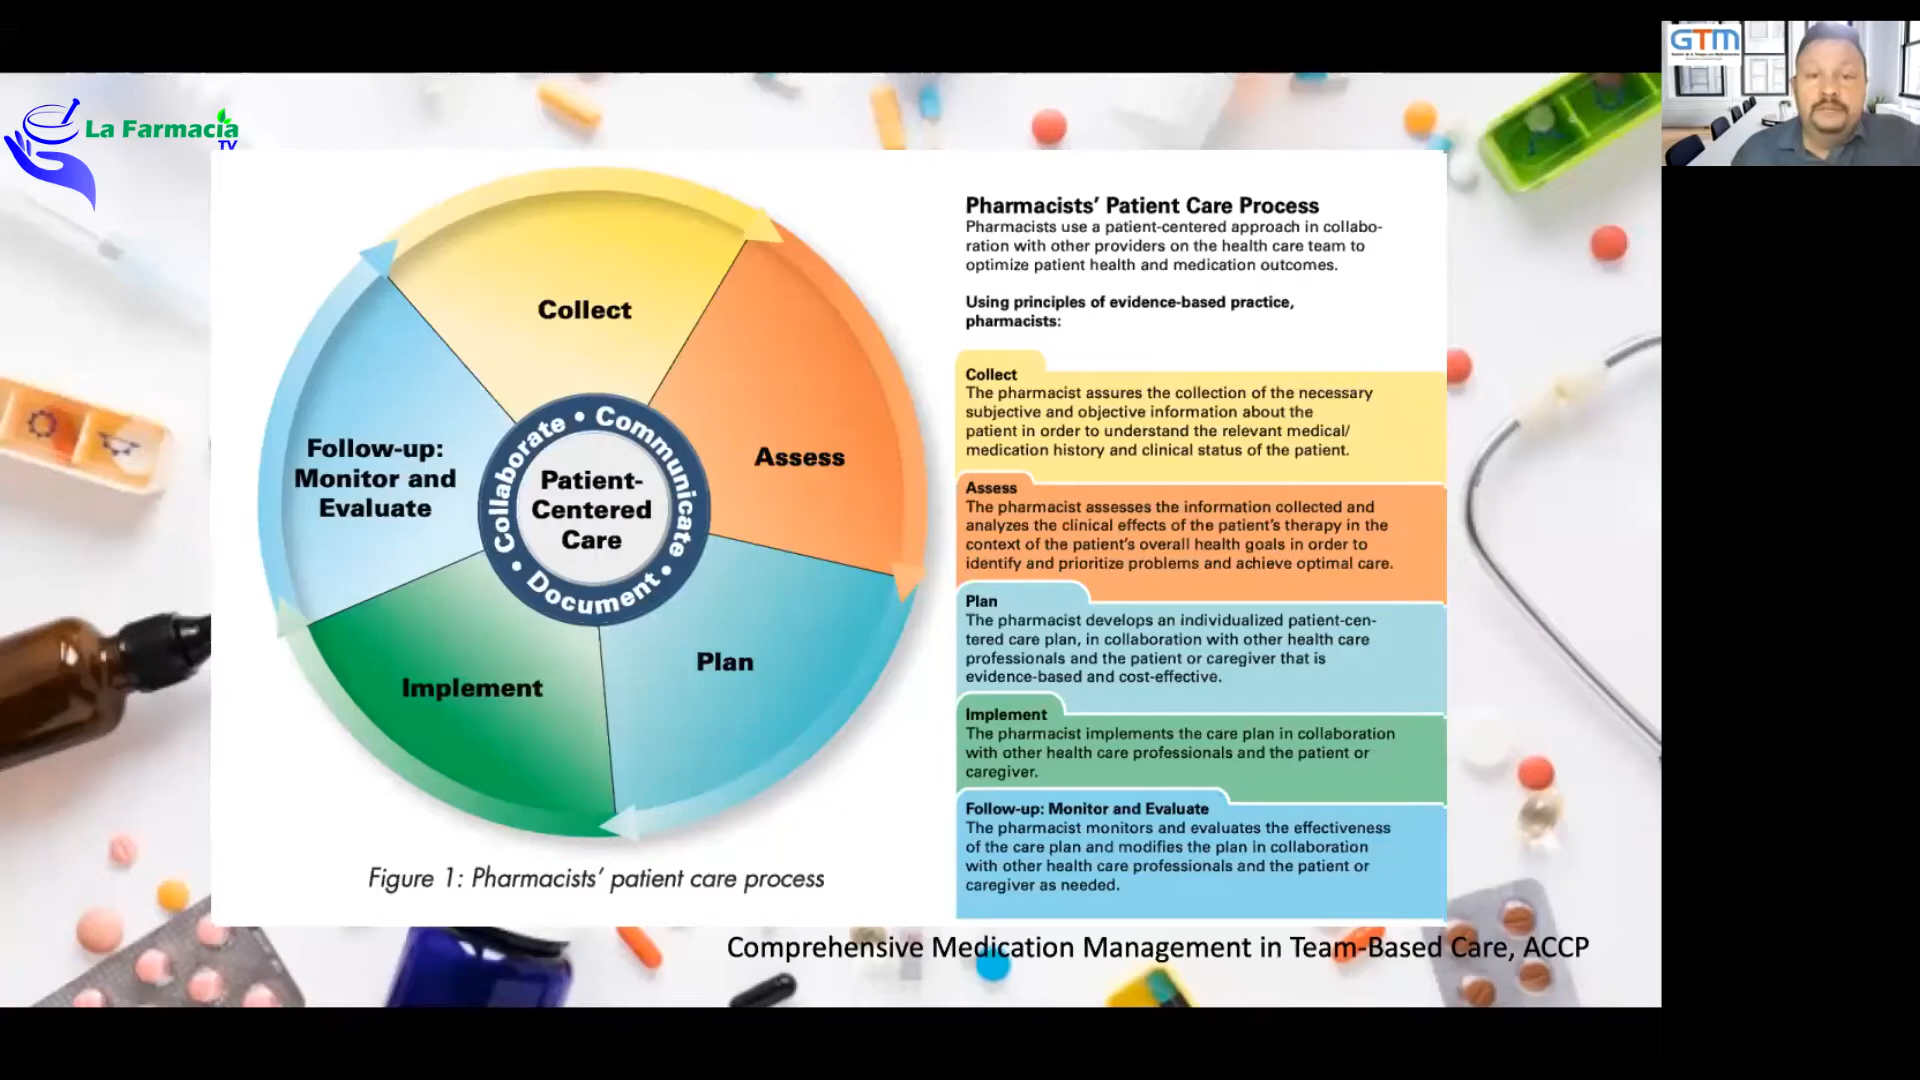 La Farmacia
TV
GTM
Collect
Assess
Plan
Implement
Follow-up:
Monitor and
Evaluate
Collaborate • Communicate • Document •
Patient-
Centered
Care
Figure 1: Pharmacists' patient care process
Pharmacists' Patient Care Process
Pharmacists use a patient-centered approach in collabo-
ration with other providers on the health care team to
optimize patient health and medication outcomes.
Using principles of evidence-based practice,
pharmacists:
Collect
The pharmacist assures the collection of the necessary
subjective and objective information about the
patient in order to understand the relevant medical/
medication history and clinical status of the patient.
Assess
The pharmacist assesses the information collected and
analyzes the clinical effects of the patient's therapy in the
context of the patient's overall health goals in order to
identify and prioritize problems and achieve optimal care.
Plan
The pharmacist develops an individualized patient-cen-
tered care plan, in collaboration with other health care
professionals and the patient or caregiver that is
evidence-based and cost-effective.
Implement
The pharmacist implements the care plan in collaboration
with other health care professionals and the patient or
caregiver.
Follow-up: Monitor and Evaluate
The pharmacist monitors and evaluates the effectiveness
of the care plan and modifies the plan in collaboration
with other health care professionals and the patient or
caregiver as needed.
Comprehensive Medication Management in Team-Based Care, ACCP